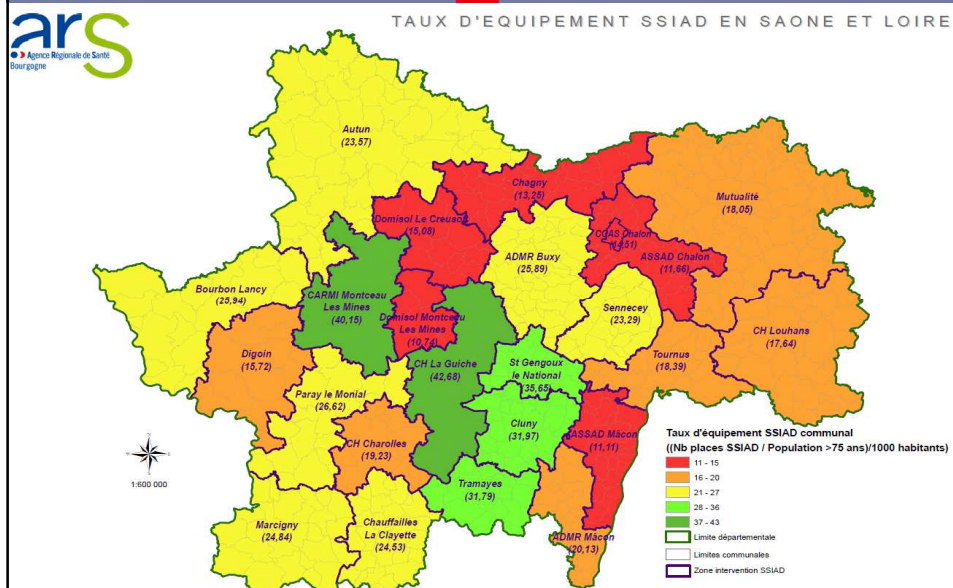 TAUX D'EQUIPEMENT SSIAD EN SAONE ET LOIRE
ars
Agence Régionale de Santé
Bourgogne
Autun
(23,57)
Chagny
(13,25)
Mutualité
(18,05)
Domisol Le Creusot
(15,08)
CCAS Chalon
(14,51)
ASSAD Chalon
(11,66)
ADMR Buxy
(25,89)
Bourbon Lancy
(25,94)
CARMI Montceau
Les Mines
(40,15)
Domisol Montceau
Les Mines
(10,74)
Sennecey
(23,29)
CH Louhans
(17,64)
Digoin
(15,72)
CH La Guiche
(42,68)
St Gengoux
le National
(35,65)
Tournus
(18,39)
Paray le Monial
(26,62)
Cluny
(31,97)
ASSAD Mâcon
(11,11)
CH Charolles
(19,23)
Tramayes
(31,79)
Marcigny
(24,84)
Chauffailles
La Clayette
(24,53)
ADMR Mâcon
(20,13)
1:600 000
Taux d'équipement SSIAD communal
((Nb places SSIAD / Population >75 ans)/1000 habitants)
11 - 15
16 - 20
21 - 27
28 - 36
37 - 43
Limite départementale
Limites communales
Zone intervention SSIAD